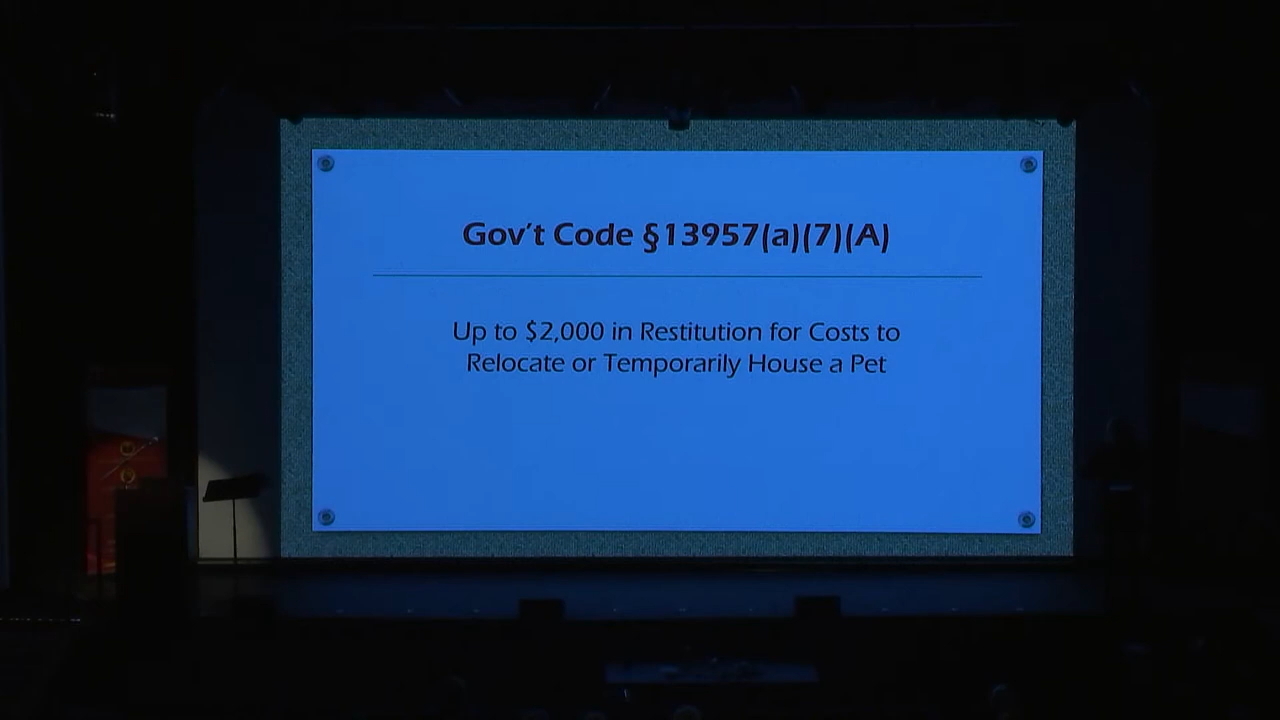 Gov't Code §13957(a)(7)(A)
Up to $2,000 in Restitution for Costs to
Relocate or Temporarily House a Pet